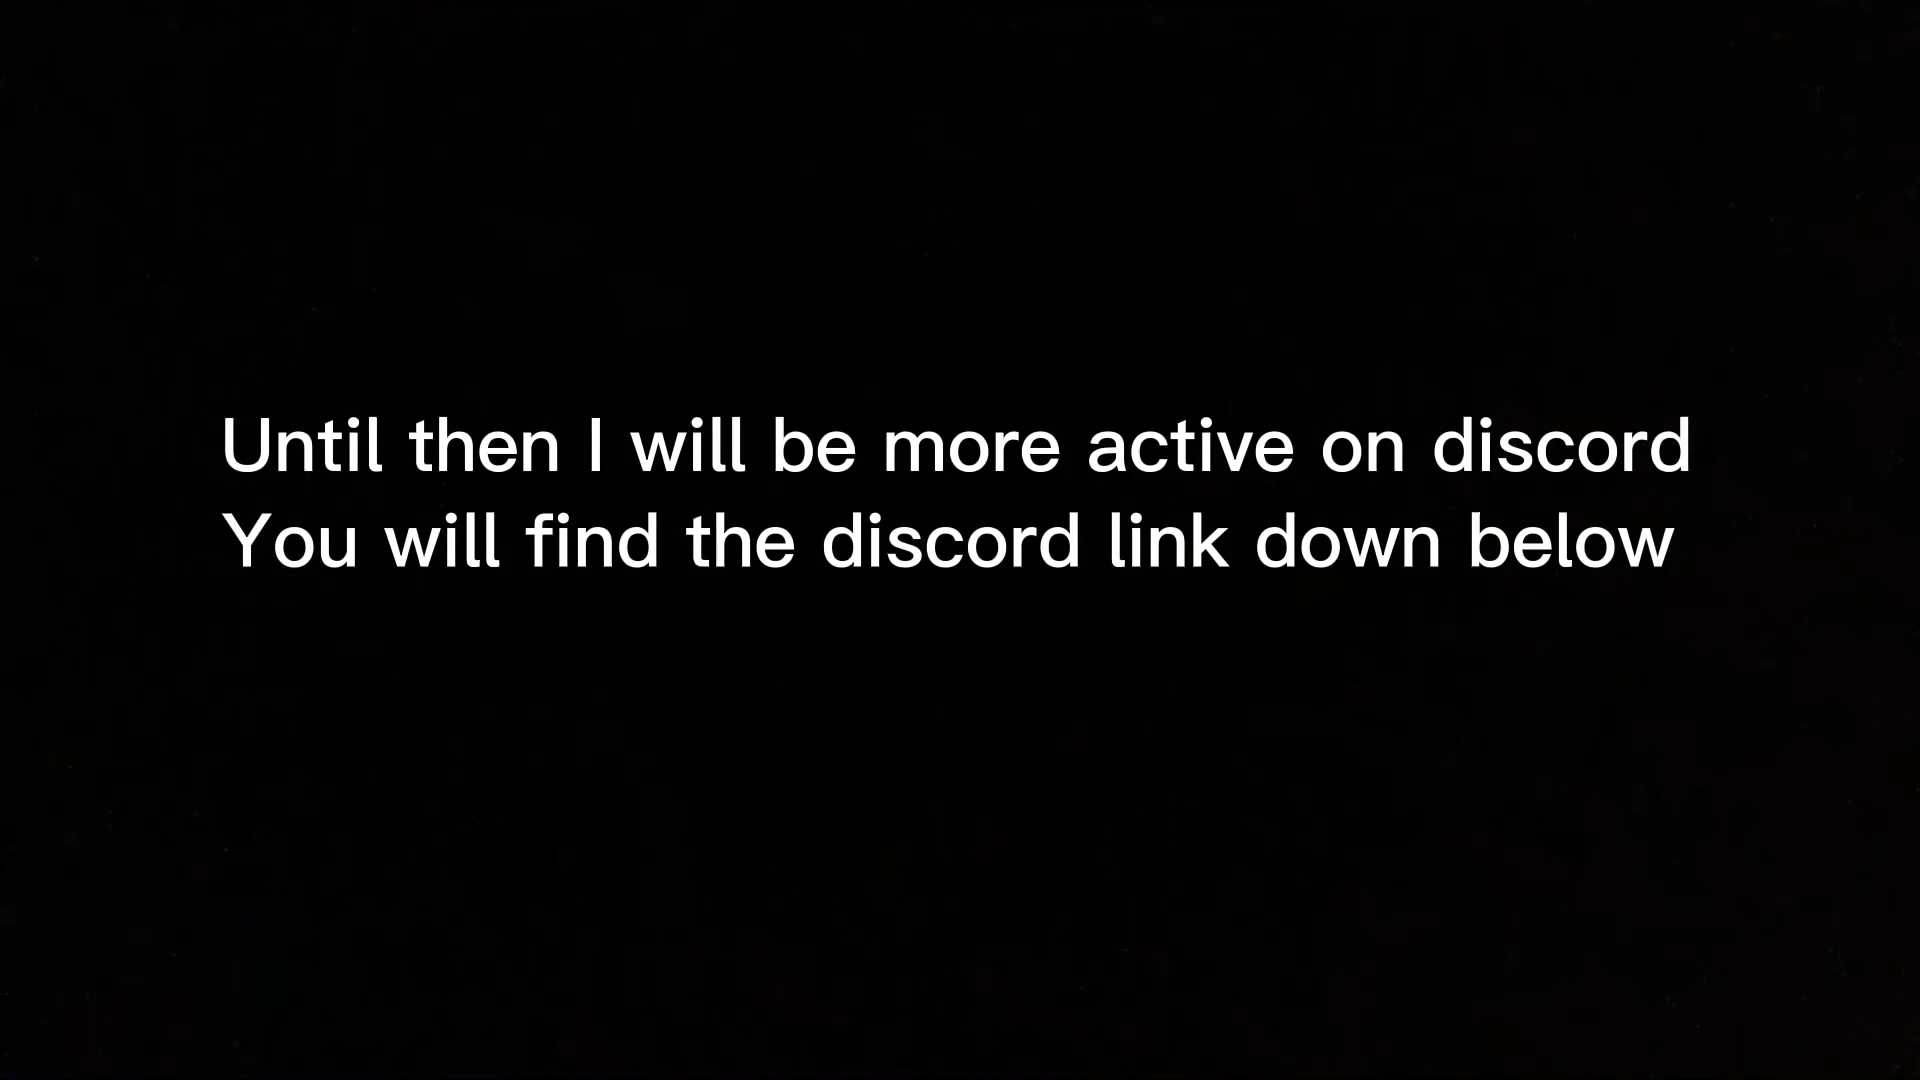 Until then I will be more active on discord
You will find the discord link down below